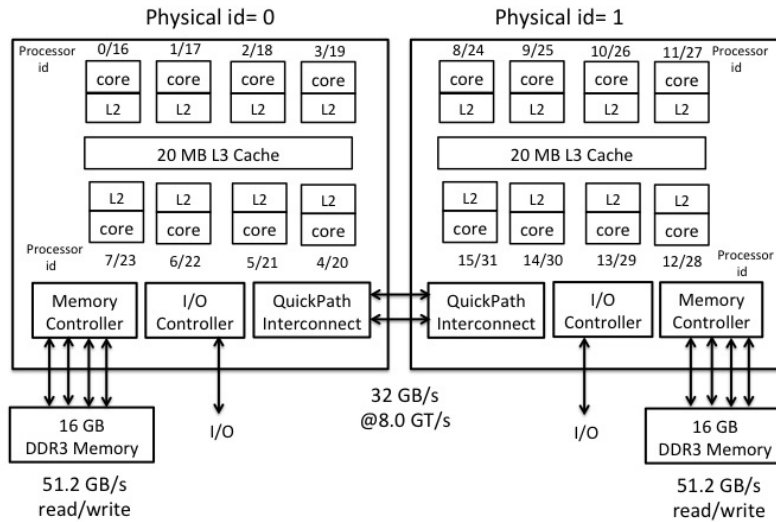 Physical id= 0
Physical id= 1
Processor id
0/16 1/17 2/18 3/19
core core core core
L2 L2 L2 L2
20 MB L3 Cache
L2 L2 L2 L2
core core core core
Processor id
7/23 6/22 5/21 4/20
Memory Controller
I/O Controller
QuickPath Interconnect
8/24 9/25 10/26 11/27
Processor id
core core core core
L2 L2 L2 L2
20 MB L3 Cache
L2 L2 L2 L2
core core core core
15/31 14/30 13/29 12/28
Processor id
QuickPath Interconnect
I/O Controller
Memory Controller
32 GB/s
@8.0 GT/s
16 GB
DDR3 Memory
I/O
I/O
16 GB
DDR3 Memory
51.2 GB/s
read/write
51.2 GB/s
read/write